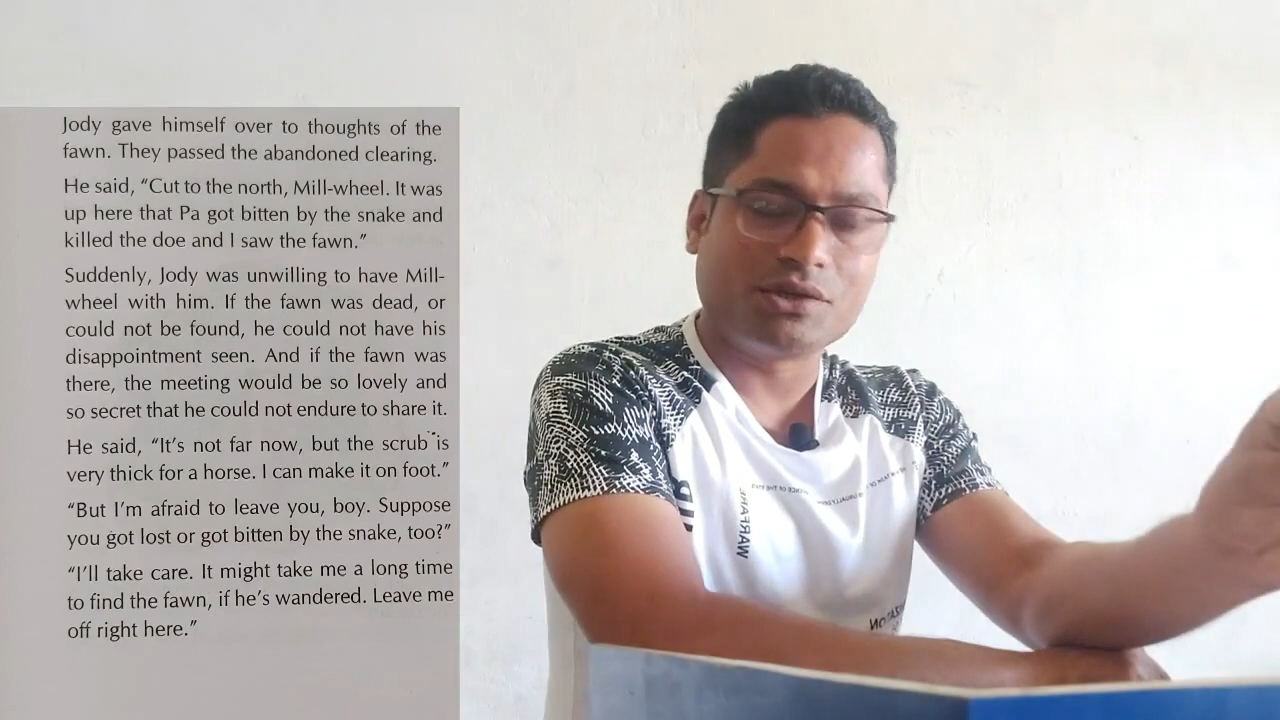 Jody gave himself over to thoughts of the
fawn. They passed the abandoned clearing.
He said, “Cut to the north, Mill-wheel. It was
up here that Pa got bitten by the snake and
killed the doe and I saw the fawn.”
Suddenly, Jody was unwilling to have Mill-
wheel with him. If the fawn was dead, or
could not be found, he could not have his
disappointment seen. And if the fawn was
there, the meeting would be so lovely and
so secret that he could not endure to share it.
He said, “It’s not far now, but the scrub is
very thick for a horse. I can make it on foot.”
“But I’m afraid to leave you, boy. Suppose
you got lost or got bitten by the snake, too?”
“I’ll take care. It might take me a long time
to find the fawn, if he’s wandered. Leave me
off right here.”
WARFARE